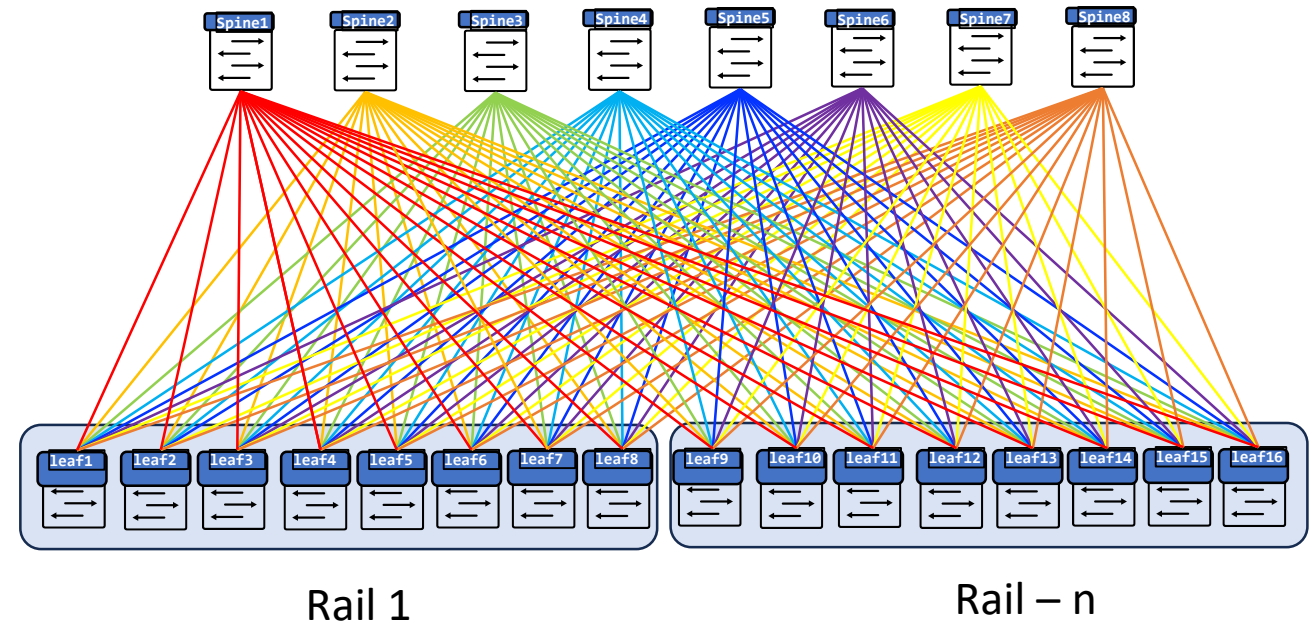 Spine1
Spine2
Spine3
Spine4
Spine5
Spine6
Spine7
Spine8
leaf1
leaf2
leaf3
leaf4
leaf5
leaf6
leaf7
leaf8
leaf9
leaf10
leaf11
leaf12
leaf13
leaf14
leaf15
leaf16
Rail 1
Rail – n